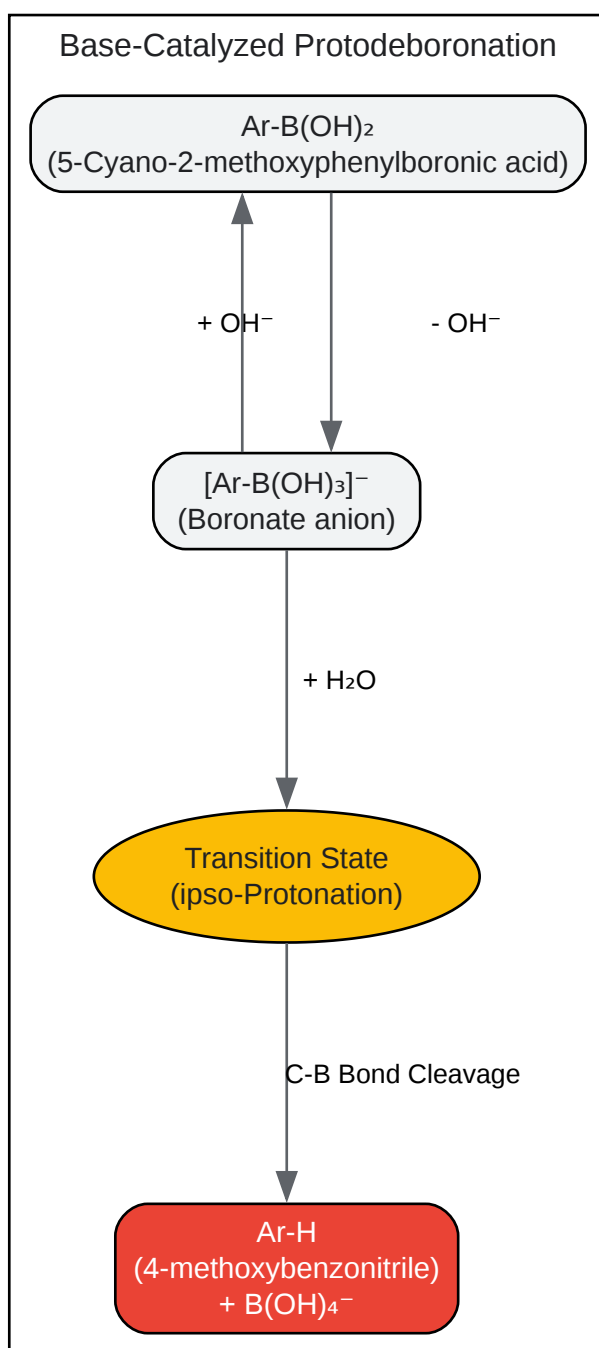 Base-Catalyzed Protodeboronation
Ar-B(OH)₂
(5-Cyano-2-methoxyphenylboronic acid)
+ OH⁻
- OH⁻
[Ar-B(OH)₃]⁻
(Boronate anion)
+ H₂O
Transition State
(ipso-Protonation)
C-B Bond Cleavage
Ar-H
(4-methoxybenzonitrile)
+ B(OH)₄⁻